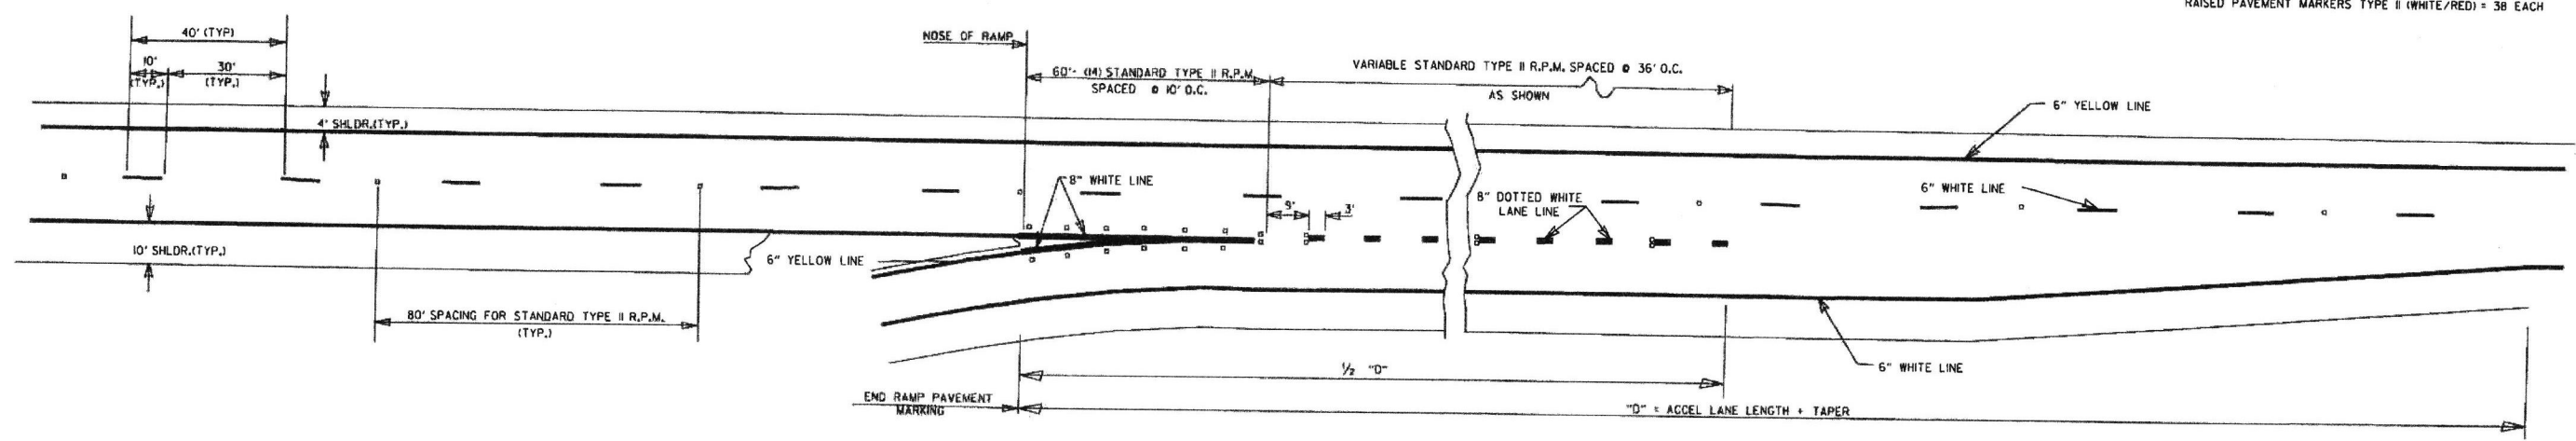 RAISED PAVEMENT MARKERS TYPE II (WHITE/RED) = 38 EACH
40' (TYP)
10'
(TYP.)
30'
(TYP.)
NOSE OF RAMP
60'- (14) STANDARD TYPE II R.P.M.
SPACED @ 10' O.C.
VARIABLE STANDARD TYPE II R.P.M. SPACED @ 36' O.C.
AS SHOWN
6" YELLOW LINE
4' SHLDR.(TYP.)
8" WHITE LINE
9'
3'
8" DOTTED WHITE
LANE LINE
6" WHITE LINE
10' SHLDR.(TYP.)
6" YELLOW LINE
80' SPACING FOR STANDARD TYPE II R.P.M.
(TYP.)
6" WHITE LINE
1/2 "D"
END RAMP PAVEMENT
MARKING
"D" = ACCEL LANE LENGTH + TAPER